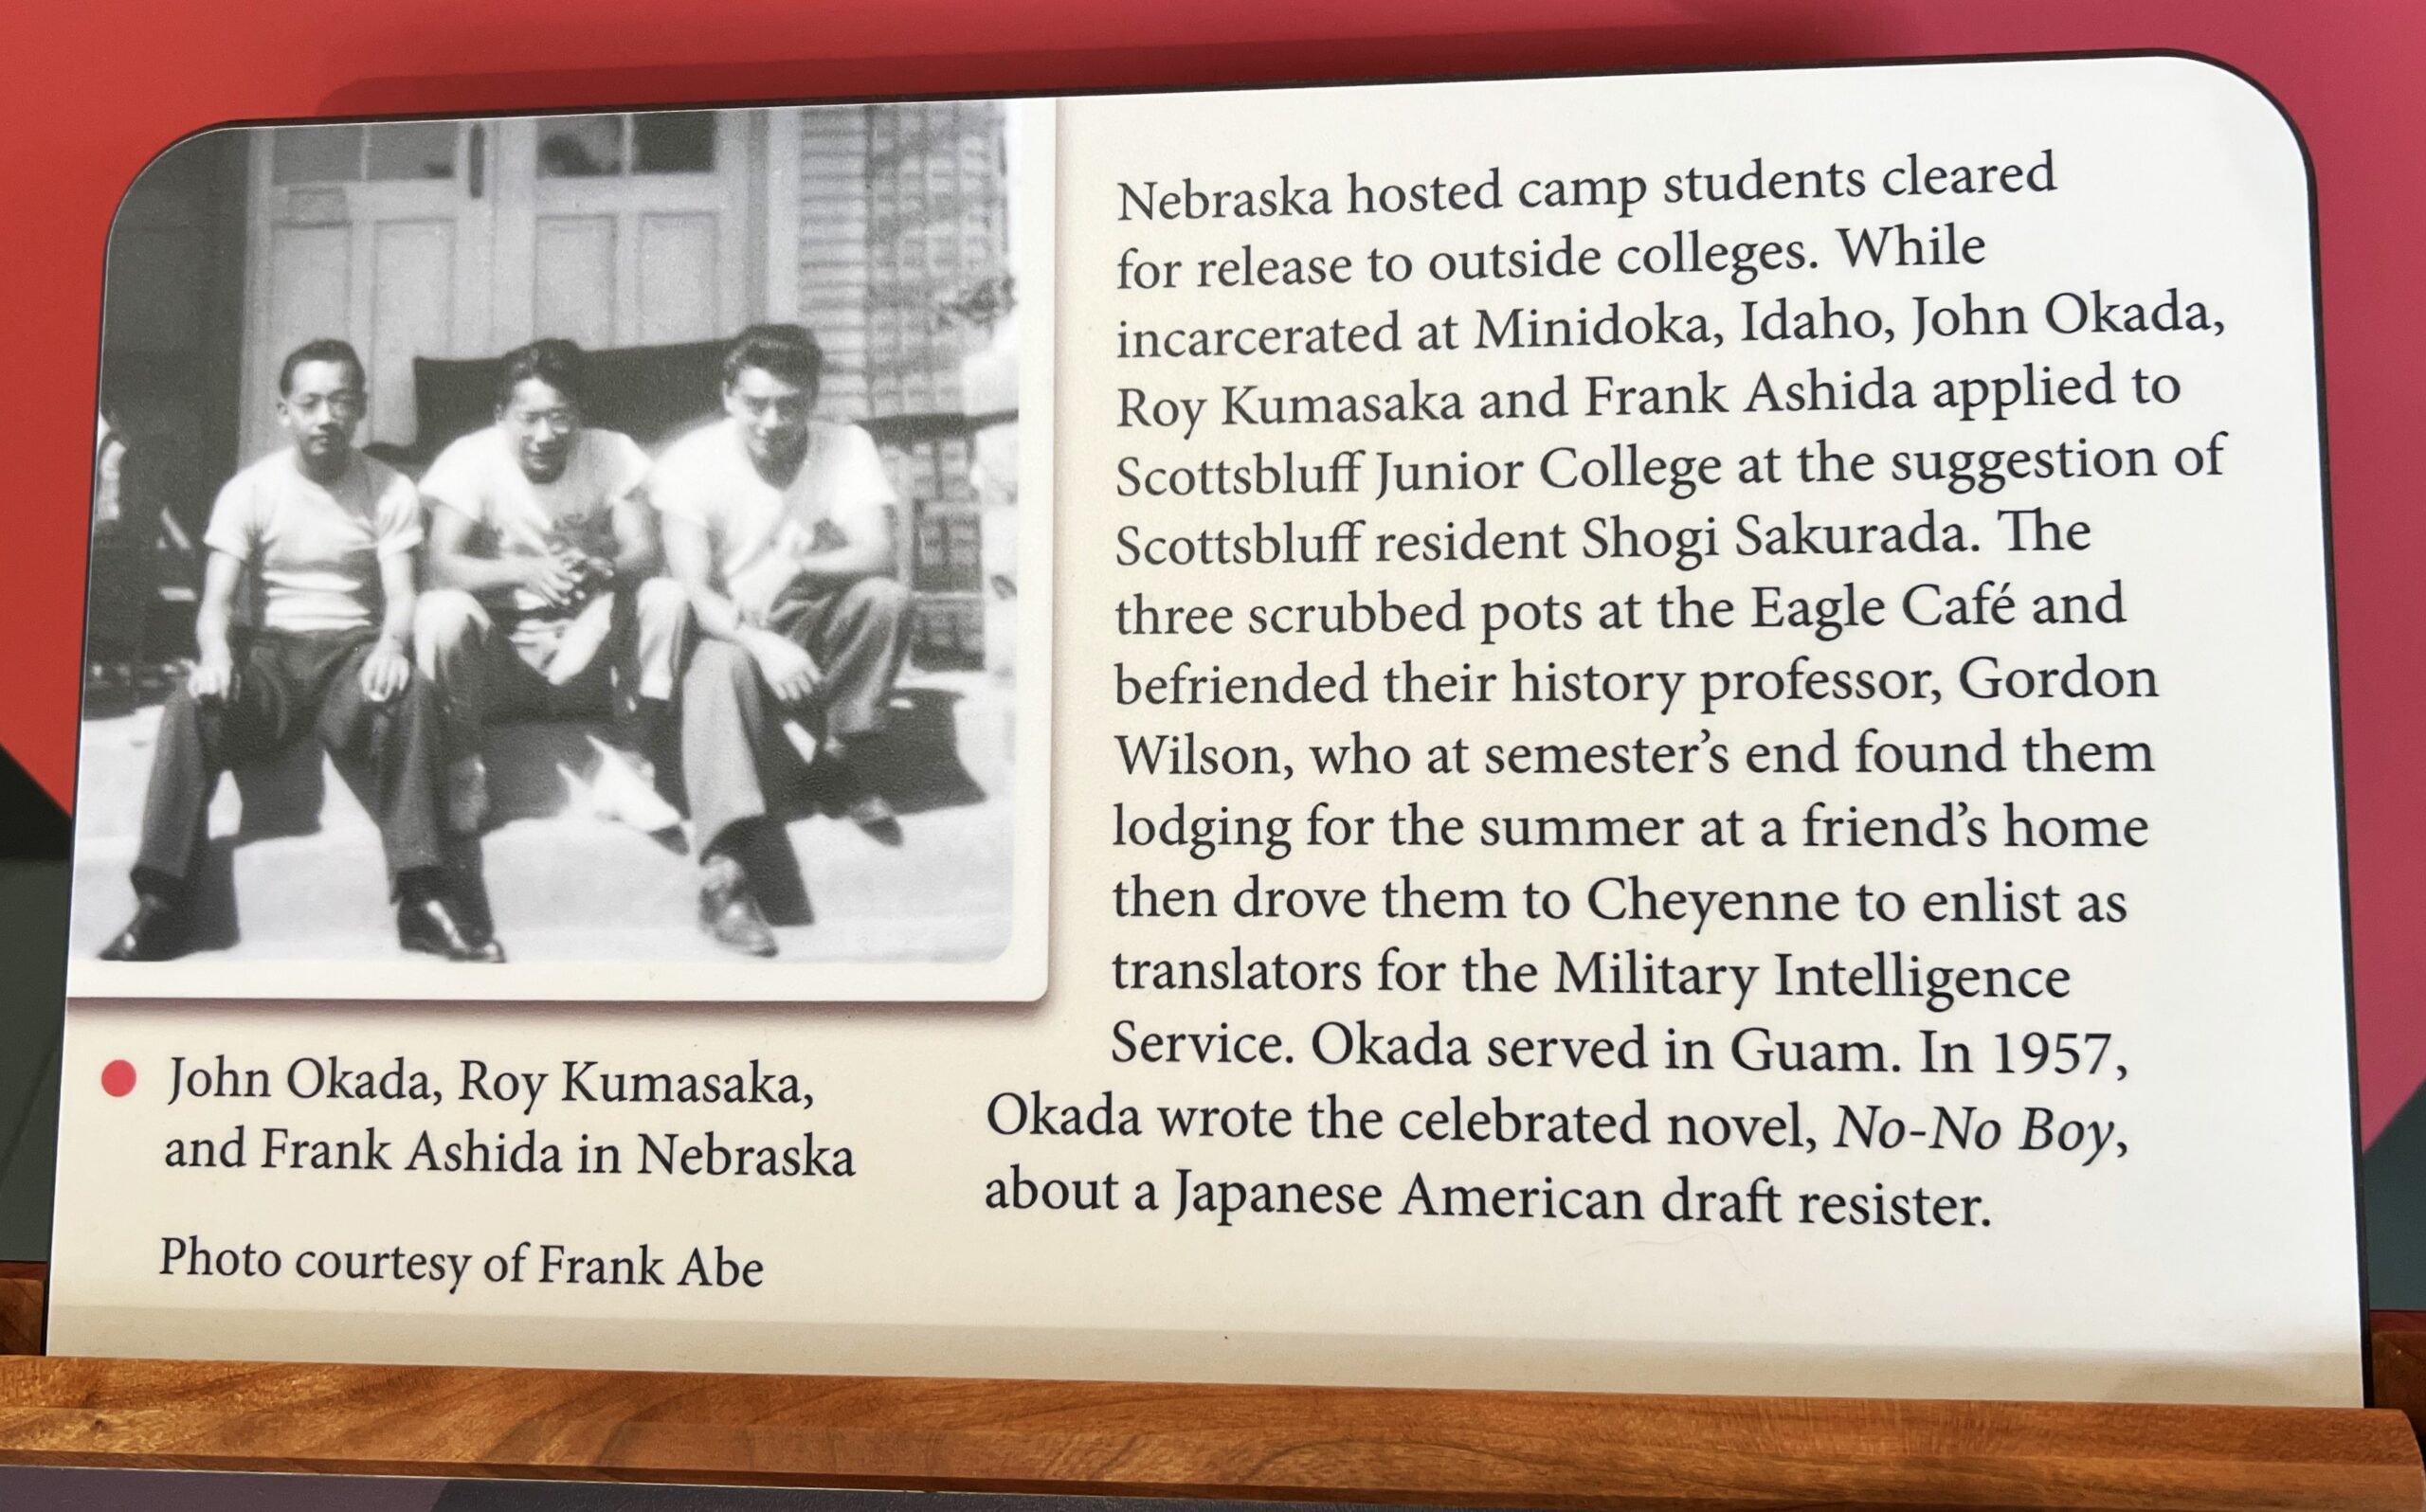 Nebraska hosted camp students cleared
for release to outside colleges. While
incarcerated at Minidoka, Idaho, John Okada,
Roy Kumasaka and Frank Ashida applied to
Scottsbluff Junior College at the suggestion of
Scottsbluff resident Shogi Sakurada. The
three scrubbed pots at the Eagle Café and
befriended their history professor, Gordon
Wilson, who at semester’s end found them
lodging for the summer at a friend’s home
then drove them to Cheyenne to enlist as
translators for the Military Intelligence
Service. Okada served in Guam. In 1957,
Okada wrote the celebrated novel, No-No Boy,
about a Japanese American draft resister.
John Okada, Roy Kumasaka,
and Frank Ashida in Nebraska
Photo courtesy of Frank Abe